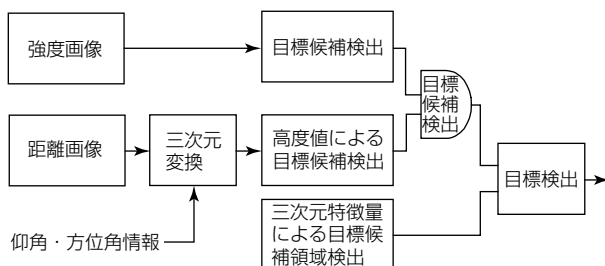 強度画像
目標候補検出
目標
候補
検出
距離画像
三次元
変換
高度値による
目標候補検出
目標検出
仰角・方位角情報
三次元特徴量
による目標候
補領域検出